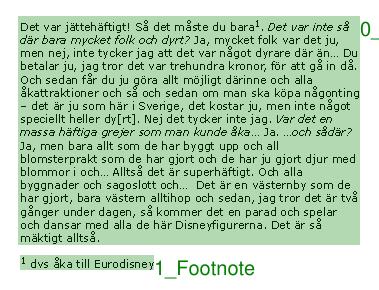 Det var jättehäftigt! Så det måste du bara¹. Det var inte så
där bara mycket folk och dyrt? Ja, mycket folk var det ju,
men nej, inte tycker jag att det var något dyrare där än… Du
betalar ju, jag tror det var trehundra kronor, för att gå in då.
Och sedan får du ju göra allt möjligt därinne och alla
åkattraktioner och så och sedan om man ska köpa någonting
– det är ju som här i Sverige, det kostar ju, men inte något
speciellt heller dy[rt]. Nej det tycker inte jag. Var det en
massa häftiga grejer som man kunde åka… Ja. …och sådär?
Ja, men bara allt som de har byggt upp och all
blomsterprakt som de har gjort och de har ju gjort djur med
blommor i och… Alltså det är superhäftigt. Och alla
byggnader och sagoslott och…  Det är en västernby som de
har gjort, bara västern alltihop och sedan, jag tror det är två
gånger under dagen, så kommer det en parad och spelar
och dansar med alla de här Disneyfigurerna. Det är så
mäktigt alltså.
0_
¹ dvs åka till Eurodisney
1_Footnote